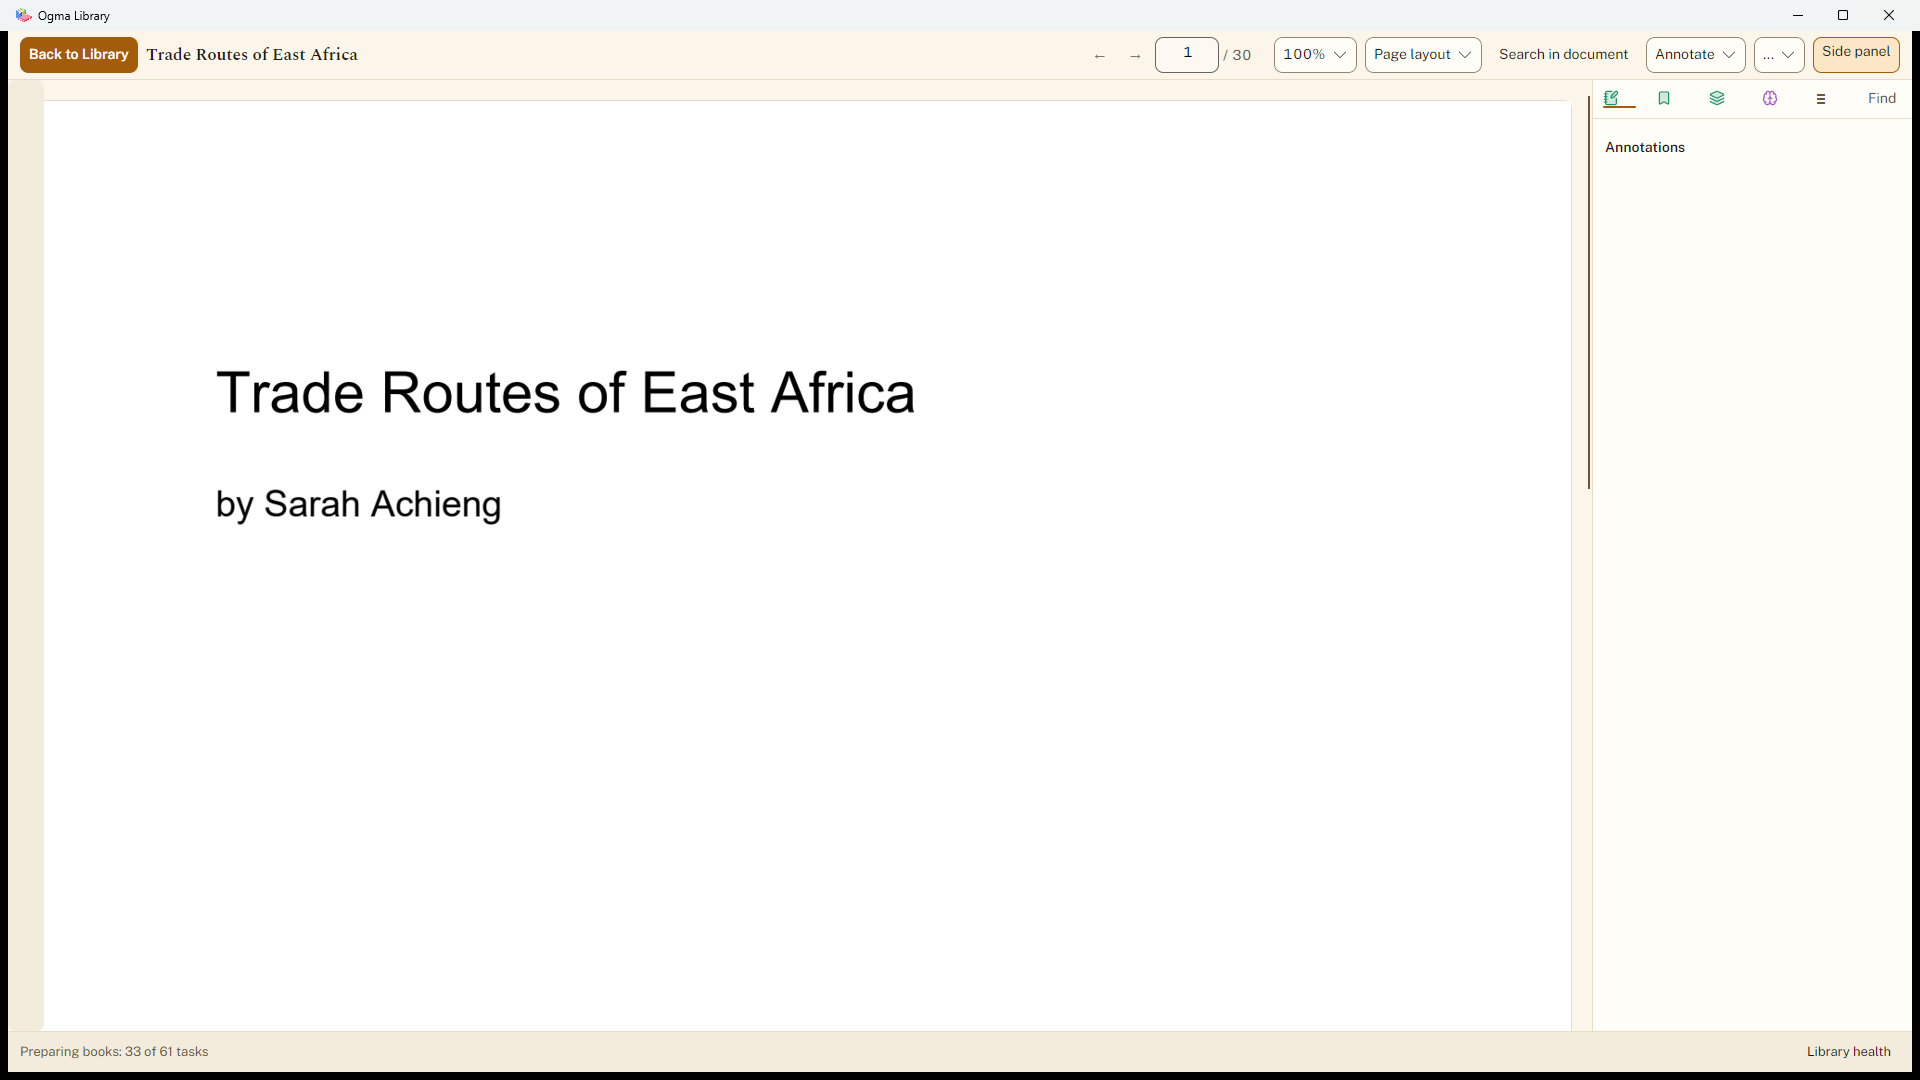 Ogma Library
Back to Library
Trade Routes of East Africa
← → 1 / 30
100%
Page layout
Search in document
Annotate
...
Side panel
Find
Annotations
Trade Routes of East Africa
by Sarah Achieng
Preparing books: 33 of 61 tasks
Library health